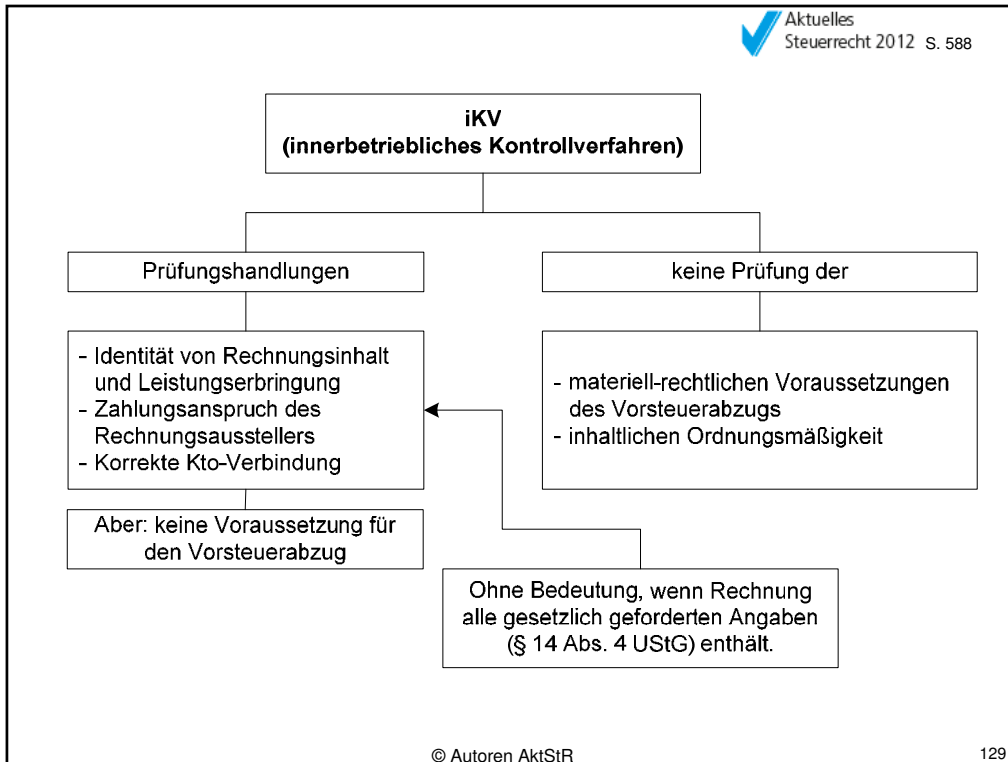 Aktuelles
Steuerrecht 2012 S. 588
iKV
(innerbetriebliches Kontrollverfahren)
Prüfungshandlungen
keine Prüfung der
- Identität von Rechnungsinhalt
und Leistungserbringung
- Zahlungsanspruch des
Rechnungsausstellers
- Korrekte Kto-Verbindung
- materiell-rechtlichen Voraussetzungen
des Vorsteuerabzugs
- inhaltlichen Ordnungsmäßigkeit
Aber: keine Voraussetzung für
den Vorsteuerabzug
Ohne Bedeutung, wenn Rechnung
alle gesetzlich geforderten Angaben
(§ 14 Abs. 4 UStG) enthält.
© Autoren AktStR
129